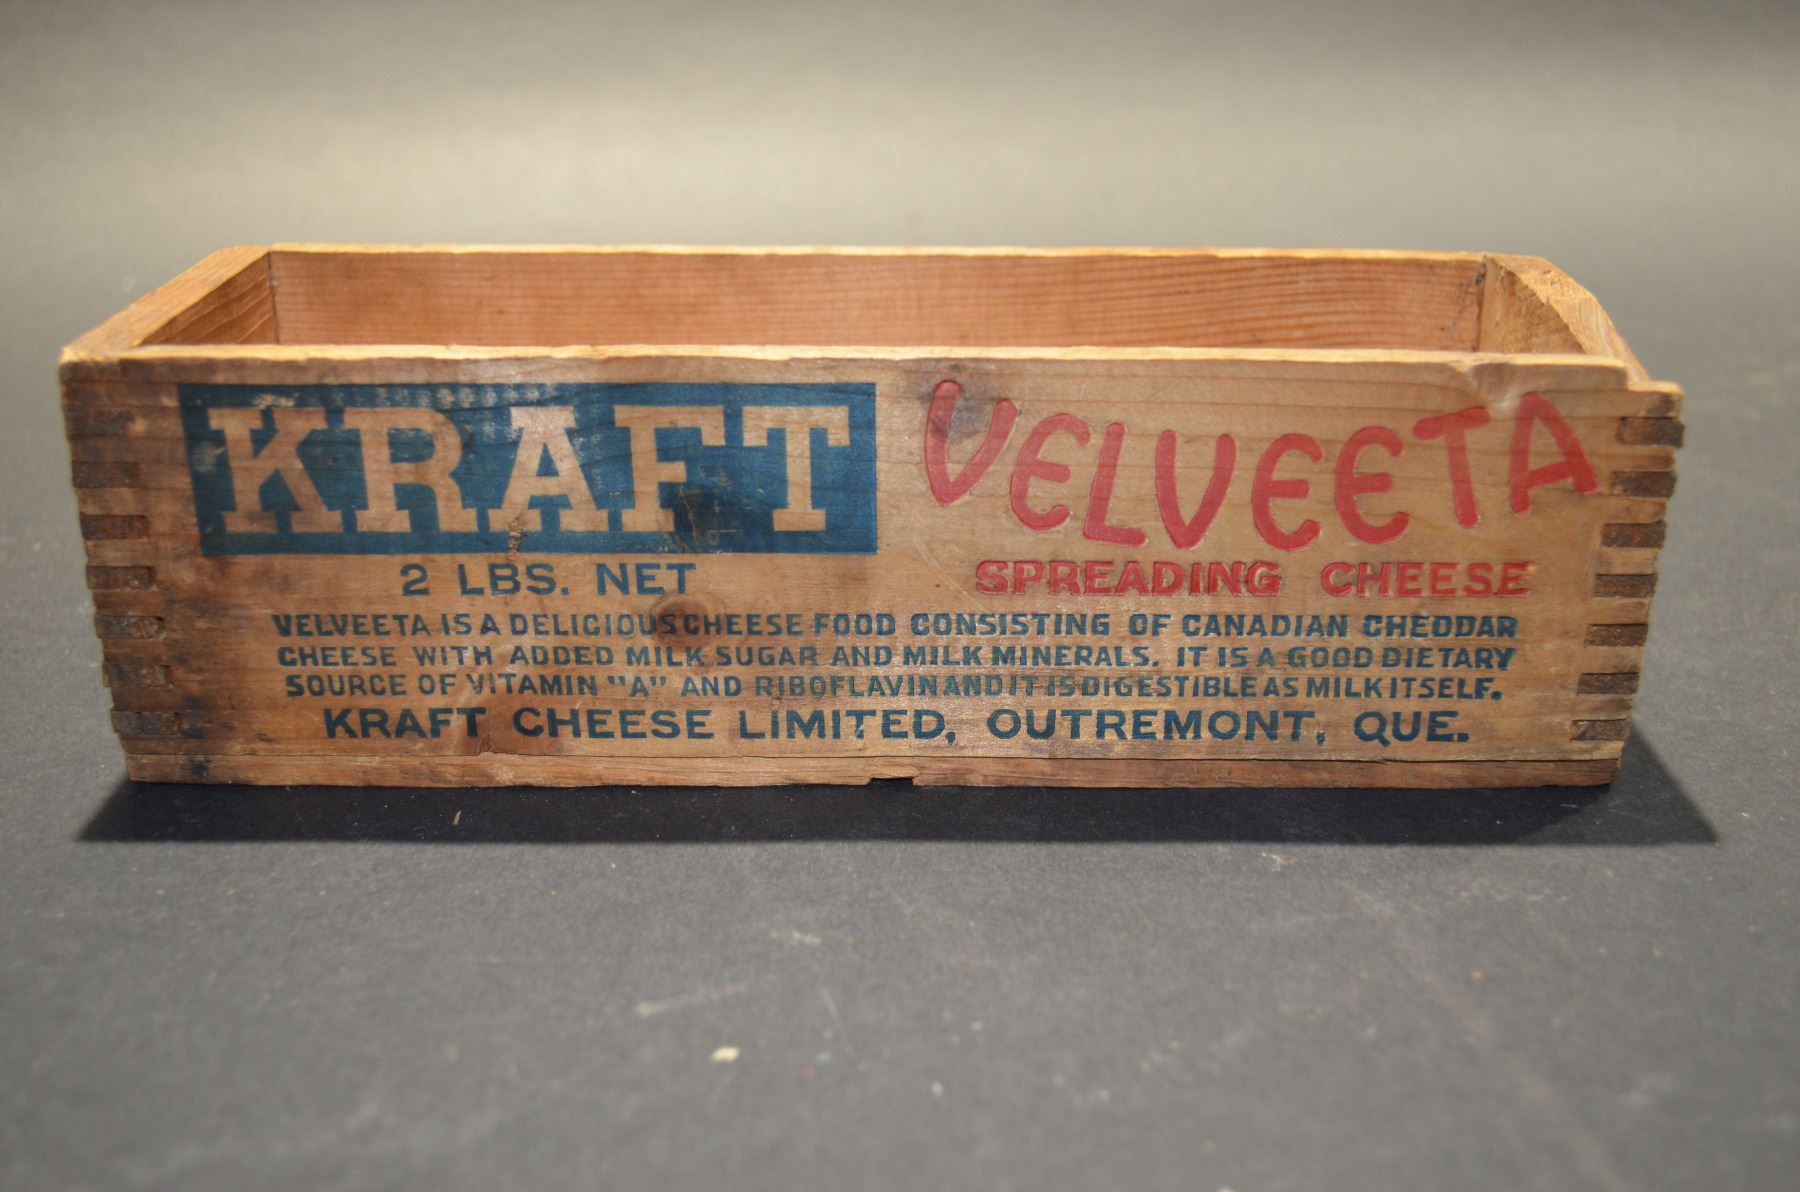 KRAFT
VELVEETA
2 LBS. NET
SPREADING CHEESE
VELVEETA IS A DELICIOUS CHEESE FOOD CONSISTING OF CANADIAN CHEDDAR
CHEESE WITH ADDED MILK SUGAR AND MILK MINERALS. IT IS A GOOD DIETARY
SOURCE OF VITAMIN "A" AND RIBOFLAVIN AND IT IS DIGESTIBLE AS MILK ITSELF.
KRAFT CHEESE LIMITED, OUTREMONT, QUE.